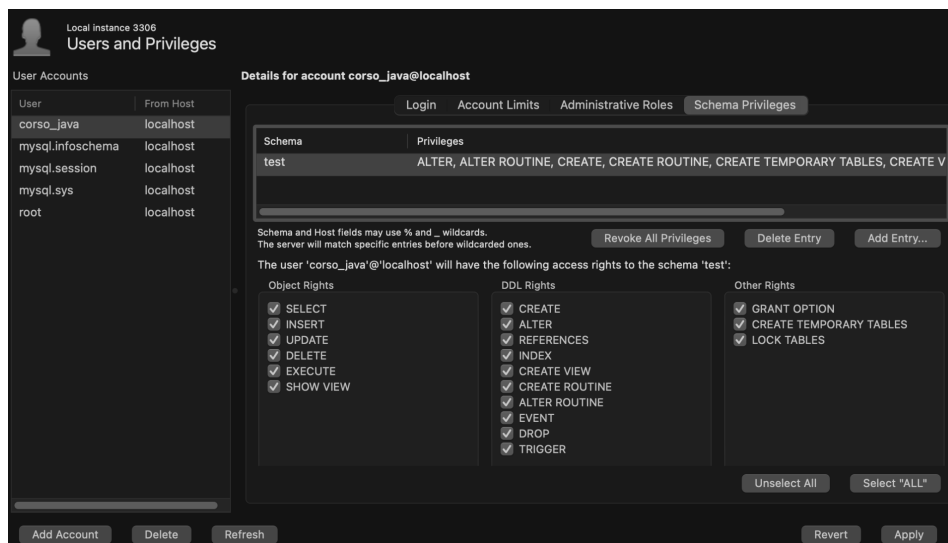 Local instance 3306
Users and Privileges
User Accounts
User From Host
corso_java localhost
mysql.infoschema localhost
mysql.session localhost
mysql.sys localhost
root localhost
Add Account Delete Refresh
Details for account corso_java@localhost
Login Account Limits Administrative Roles Schema Privileges
Schema Privileges
test ALTER, ALTER ROUTINE, CREATE, CREATE ROUTINE, CREATE TEMPORARY TABLES, CREATE V
Schema and Host fields may use % and _ wildcards.
The server will match specific entries before wildcarded ones.
Revoke All Privileges Delete Entry Add Entry...
The user 'corso_java'@'localhost' will have the following access rights to the schema 'test':
Object Rights
SELECT
INSERT
UPDATE
DELETE
EXECUTE
SHOW VIEW
DDL Rights
CREATE
ALTER
REFERENCES
INDEX
CREATE VIEW
CREATE ROUTINE
ALTER ROUTINE
EVENT
DROP
TRIGGER
Other Rights
GRANT OPTION
CREATE TEMPORARY TABLES
LOCK TABLES
Unselect All Select "ALL"
Revert Apply